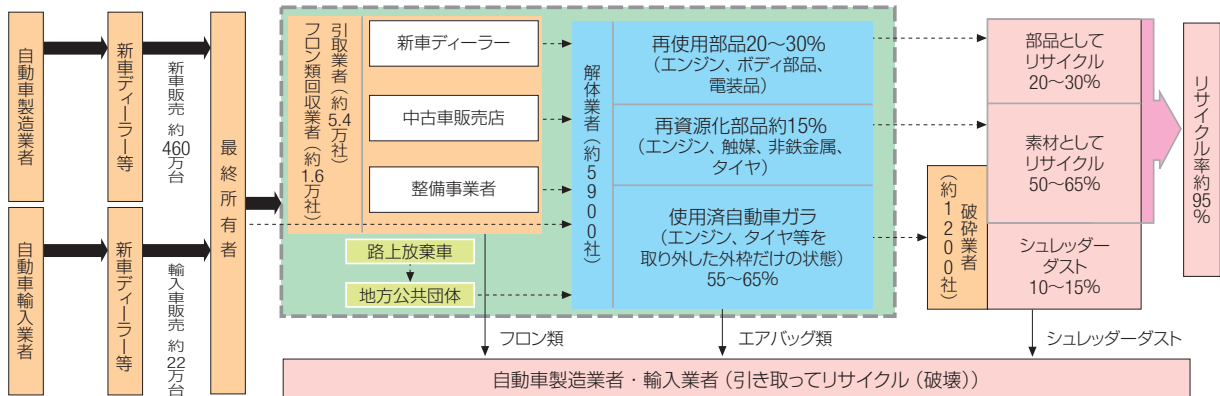 自動車製造業者
新車ディーラー等
新車販売 約460万台
自動車輸入業者
新車ディーラー等
輸入車販売 約22万台
最終所有者
引取業者（約5.4万社）
フロン類回収業者（約1.6万社）
新車ディーラー
中古車販売店
整備事業者
路上放棄車
地方公共団体
解体業者（約5900社）
再使用部品20〜30%
（エンジン、ボディ部品、
電装品）
再資源化部品約15%
（エンジン、触媒、非鉄金属、
タイヤ）
使用済自動車ガラ
（エンジン、タイヤ等を
取り外した外枠だけの状態）
55〜65%
破砕業者
（約1200社）
部品として
リサイクル
20〜30%
素材として
リサイクル
50〜65%
シュレッダー
ダスト
10〜15%
リサイクル率約95%
フロン類
エアバッグ類
シュレッダーダスト
自動車製造業者・輸入業者（引き取ってリサイクル（破壊））